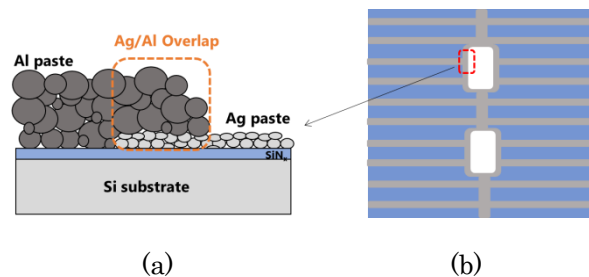 Ag/Al Overlap
Al paste
Ag paste
SiNx
Si substrate
(a)
(b)